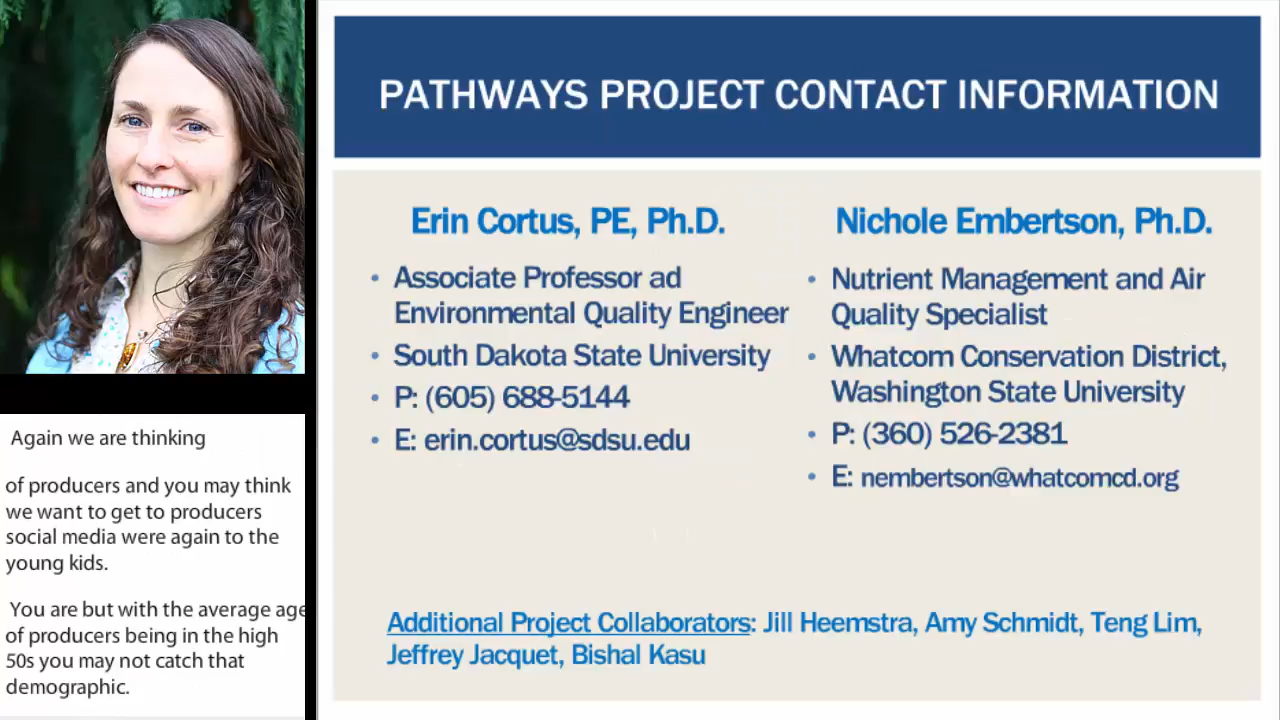 PATHWAYS PROJECT CONTACT INFORMATION
Erin Cortus, PE, Ph.D.
• Associate Professor ad
Environmental Quality Engineer
• South Dakota State University
• P: (605) 688-5144
• E: erin.cortus@sdsu.edu
Nichole Embertson, Ph.D.
• Nutrient Management and Air
Quality Specialist
• Whatcom Conservation District,
Washington State University
• P: (360) 526-2381
• E: nembertson@whatcomcd.org
Additional Project Collaborators: Jill Heemstra, Amy Schmidt, Teng Lim,
Jeffrey Jacquet, Bishal Kasu
Again we are thinking
of producers and you may think
we want to get to producers
social media were again to the
young kids.
You are but with the average age
of producers being in the high
50s you may not catch that
demographic.